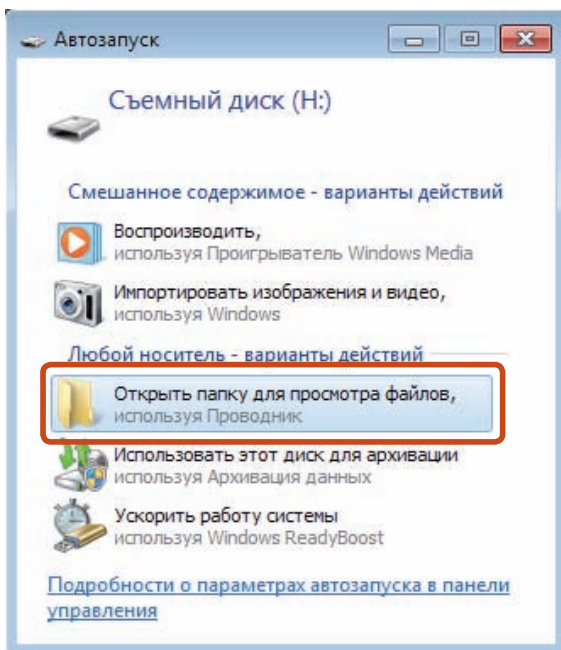 Автозапуск
Съемный диск (H:)
Смешанное содержимое - варианты действий
Воспроизводить,
используя Проигрыватель Windows Media
Импортировать изображения и видео,
используя Windows
Любой носитель - варианты действий
Открыть папку для просмотра файлов,
используя Проводник
Использовать этот диск для архивации
используя Архивация данных
Ускорить работу системы
используя Windows ReadyBoost
Подробности о параметрах автозапуска в панели
управления